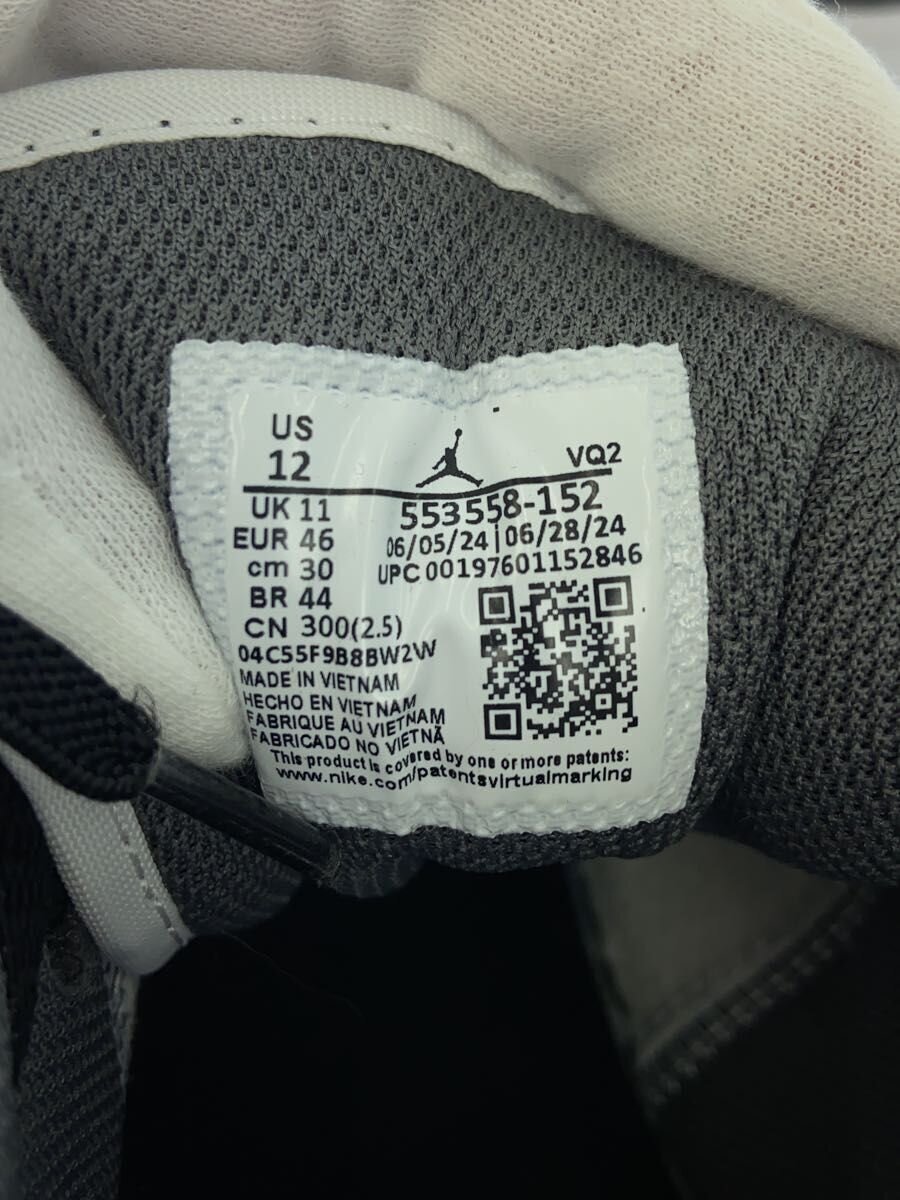 US
12
VQ2
UK 11
553558-152
EUR 46
06/05/24 | 06/28/24
cm 30
UPC 00197601152846
BR 44
CN 300(2.5)
04C55F9B8BW2W
MADE IN VIETNAM
HECHO EN VIETNAM
FABRIQUE AU VIETNAM
FABRICADO NO VIETNÃ
This product is covered by one or more patents:
www.nike.com/patentsvirtualmarking